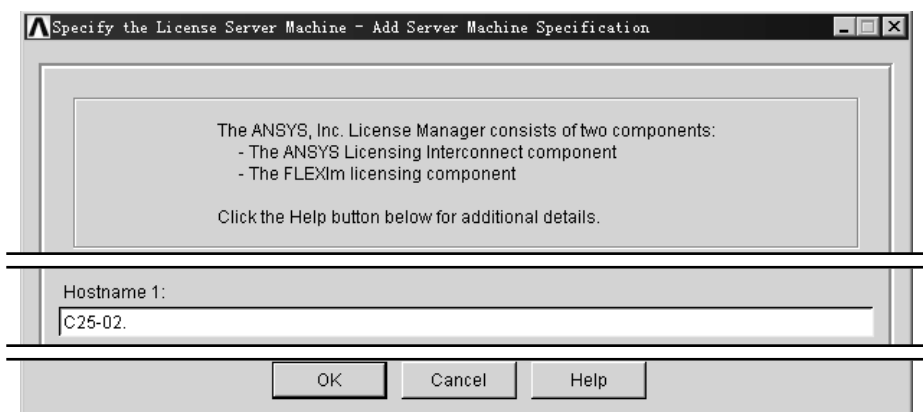 Specify the License Server Machine - Add Server Machine Specification
The ANSYS, Inc. License Manager consists of two components:
- The ANSYS Licensing Interconnect component
- The FLEXlm licensing component
Click the Help button below for additional details.
Hostname 1:
C25-02.
OK Cancel Help